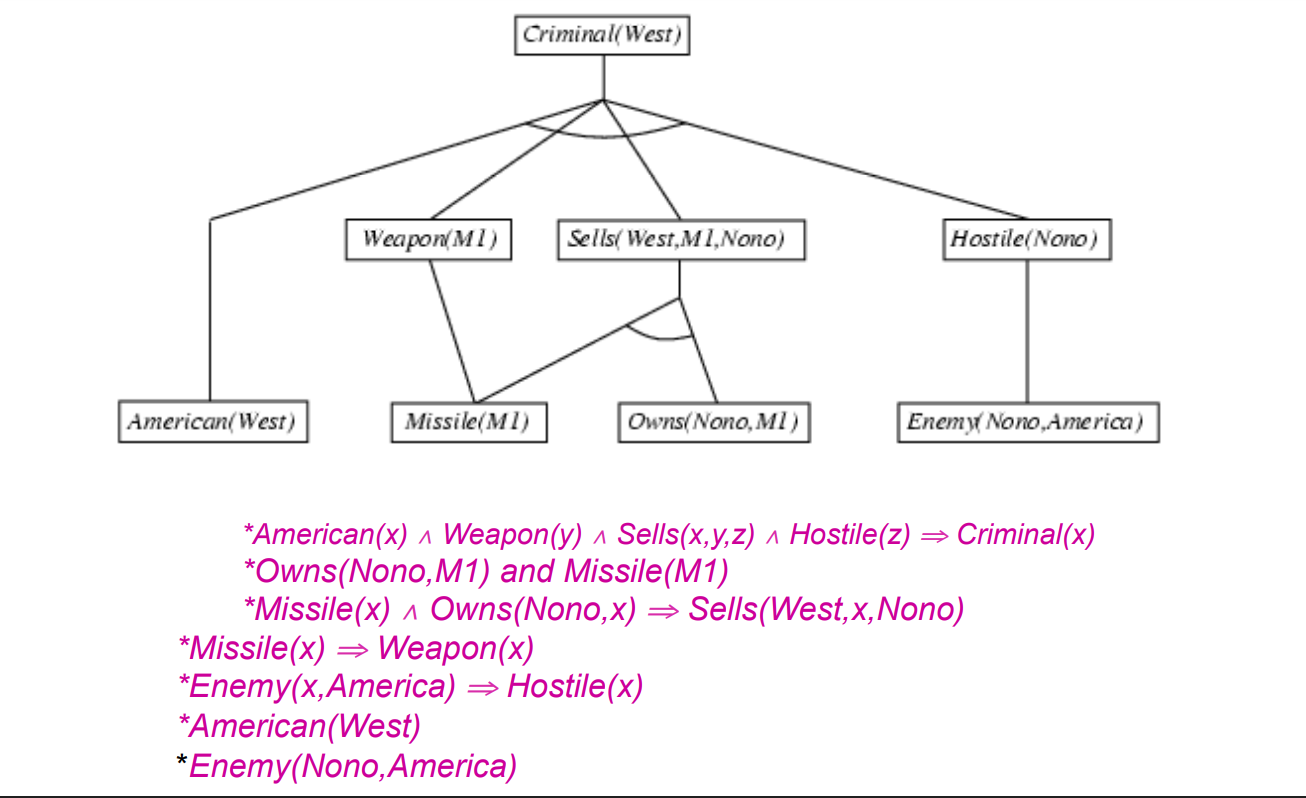 Criminal(West)
Weapon(M1)
Sells(West,M1,Nono)
Hostile(Nono)
American(West)
Missile(M1)
Owns(Nono,M1)
Enemy(Nono,America)
*American(x) ∧ Weapon(y) ∧ Sells(x,y,z) ∧ Hostile(z) ⇒ Criminal(x)
*Owns(Nono,M1) and Missile(M1)
*Missile(x) ∧ Owns(Nono,x) ⇒ Sells(West,x,Nono)
*Missile(x) ⇒ Weapon(x)
*Enemy(x,America) ⇒ Hostile(x)
*American(West)
*Enemy(Nono,America)